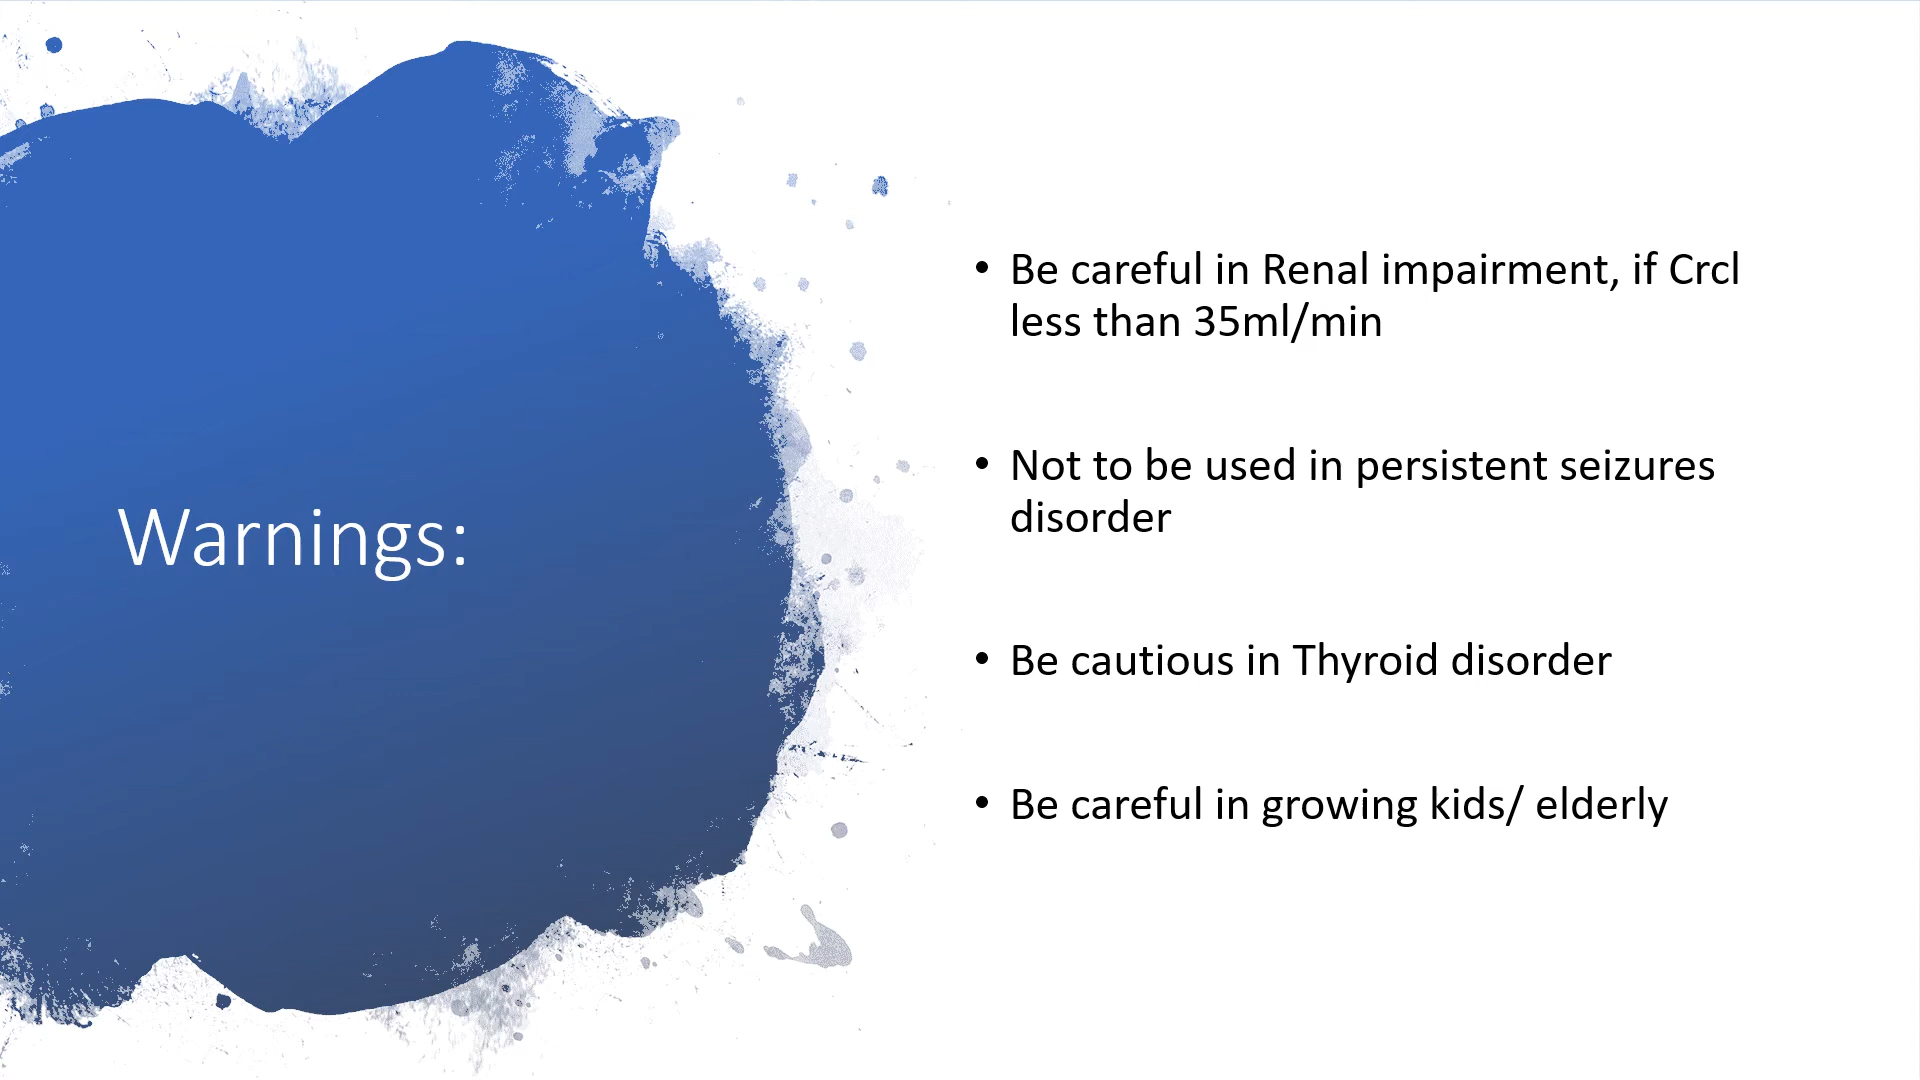 Warnings:
• Be careful in Renal impairment, if Crcl
less than 35ml/min
• Not to be used in persistent seizures
disorder
• Be cautious in Thyroid disorder
• Be careful in growing kids/ elderly